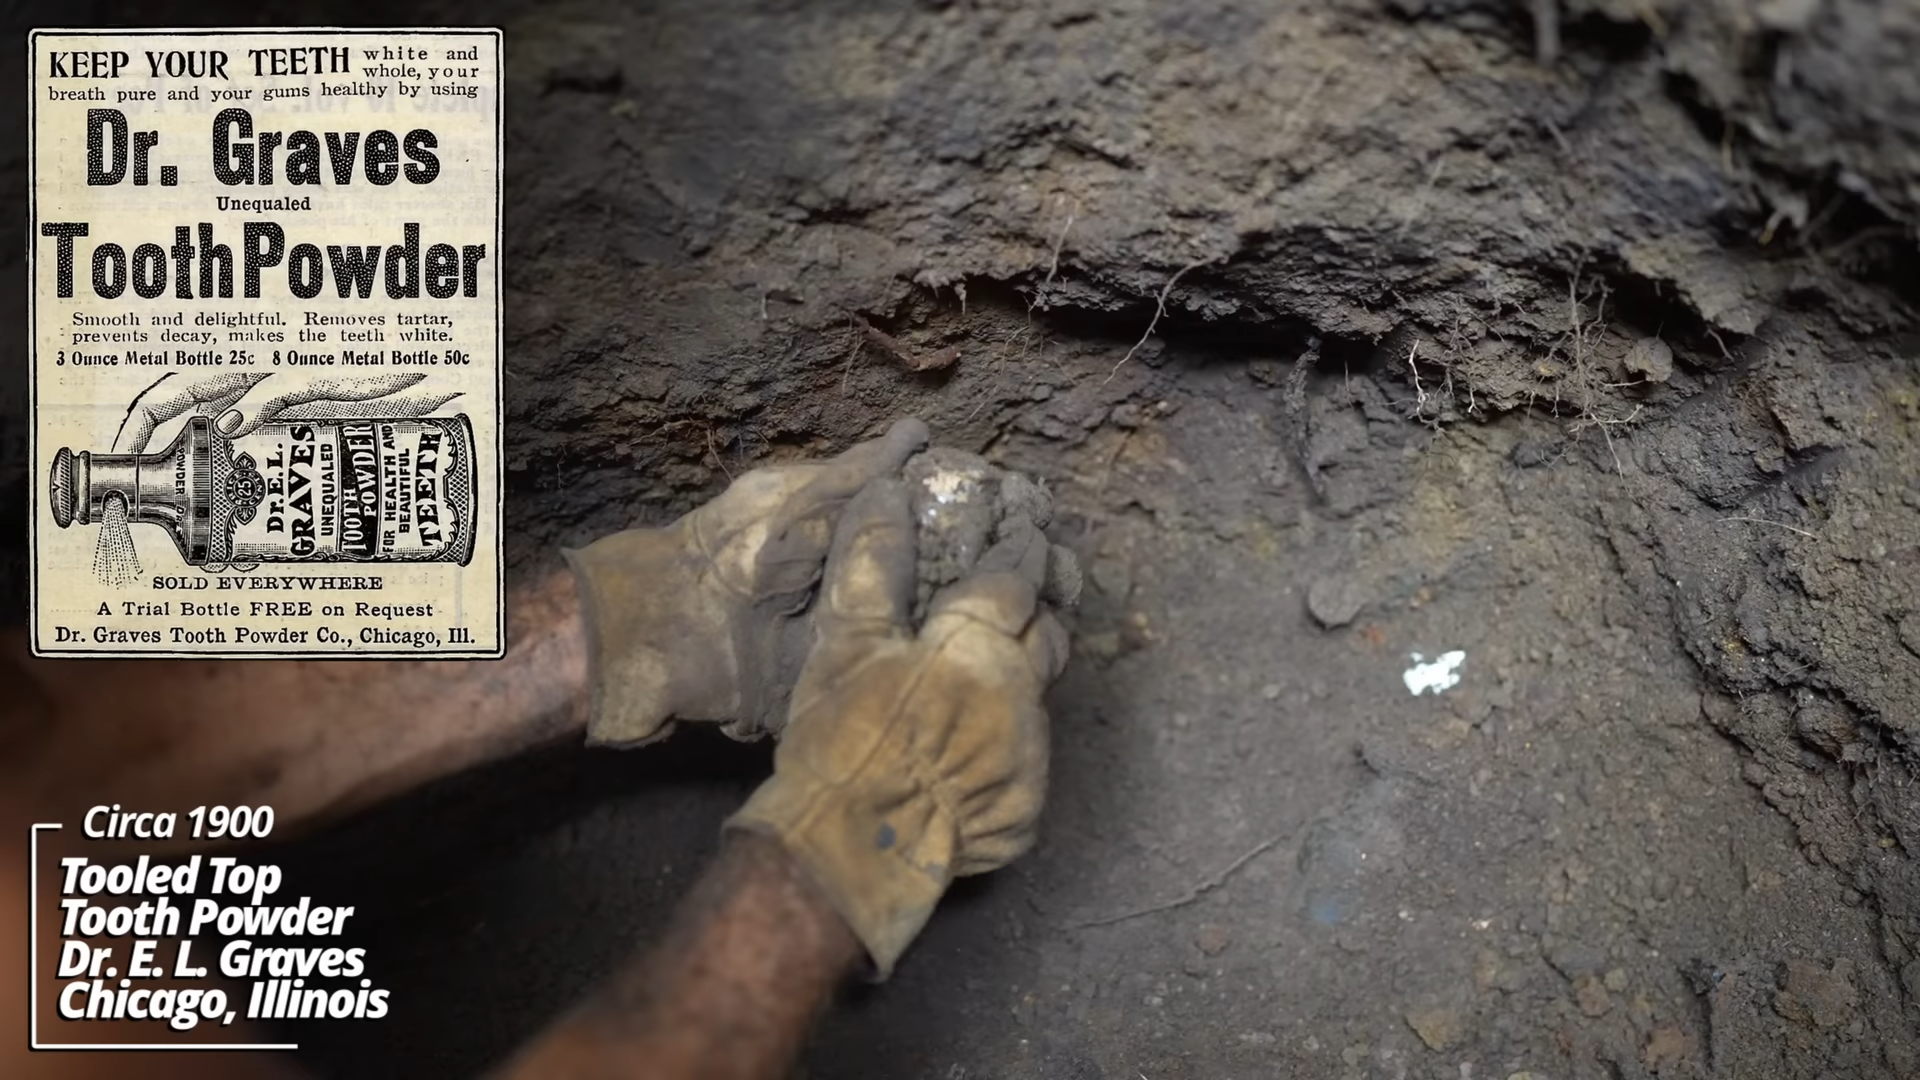 KEEP YOUR TEETH white and
whole, your
breath pure and your gums healthy by using
Dr. Graves
Unequaled
ToothPowder
Smooth and delightful. Removes tartar,
prevents decay, makes the teeth white.
3 Ounce Metal Bottle 25c 8 Ounce Metal Bottle 50c
POWDER
25
Dr. E. L.
GRAVES
UNEQUALED
TOOTH POWDER
FOR HEALTH AND
BEAUTIFUL
TEETH
SOLD EVERYWHERE
A Trial Bottle FREE on Request
Dr. Graves Tooth Powder Co., Chicago, Ill.
Circa 1900
Tooled Top
Tooth Powder
Dr. E. L. Graves
Chicago, Illinois